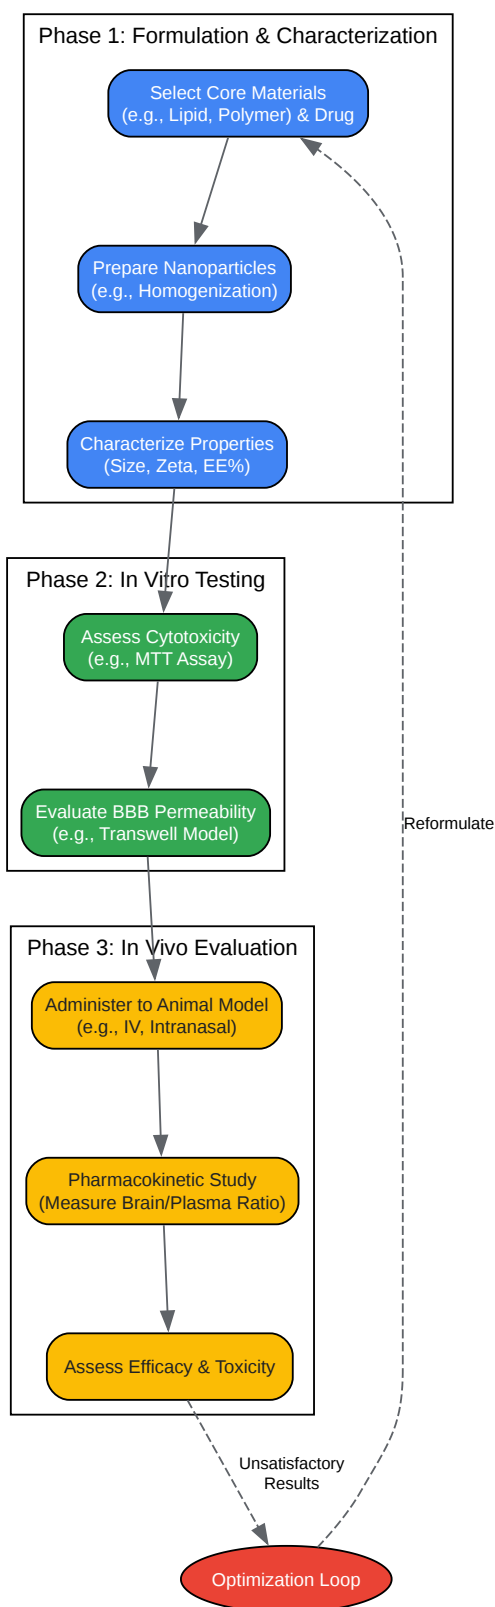 Phase 1: Formulation & Characterization
Select Core Materials
(e.g., Lipid, Polymer) & Drug
Prepare Nanoparticles
(e.g., Homogenization)
Characterize Properties
(Size, Zeta, EE%)
Phase 2: In Vitro Testing
Assess Cytotoxicity
(e.g., MTT Assay)
Evaluate BBB Permeability
(e.g., Transwell Model)
Reformulate
Phase 3: In Vivo Evaluation
Administer to Animal Model
(e.g., IV, Intranasal)
Pharmacokinetic Study
(Measure Brain/Plasma Ratio)
Assess Efficacy & Toxicity
Unsatisfactory
Results
Optimization Loop